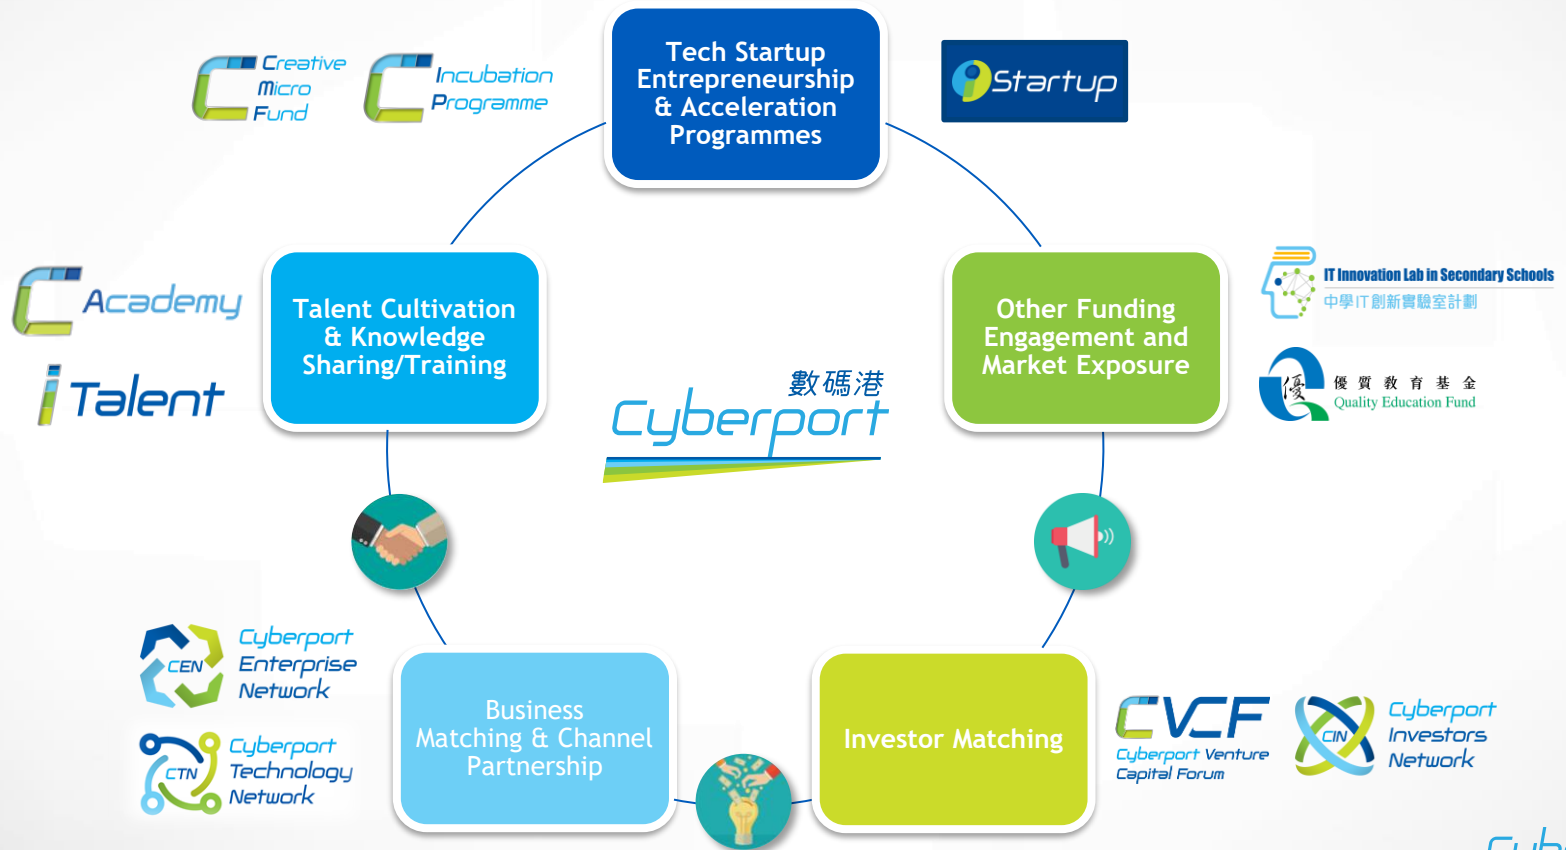 Tech Startup
Entrepreneurship
& Acceleration
Programmes
Creative
Micro
Fund
Incubation
Programme
iStartup
Academy
iTalent
Talent Cultivation
& Knowledge
Sharing/Training
Other Funding
Engagement and
Market Exposure
IT Innovation Lab in Secondary Schools
中學IT創新實驗室計劃
優
優質教育基金
Quality Education Fund
數碼港
Cyberport
CEN
Cyberport
Enterprise
Network
CTN
Cyberport
Technology
Network
Business
Matching & Channel
Partnership
Investor Matching
CVCF
Cyberport Venture
Capital Forum
CIN
Cyberport
Investors
Network